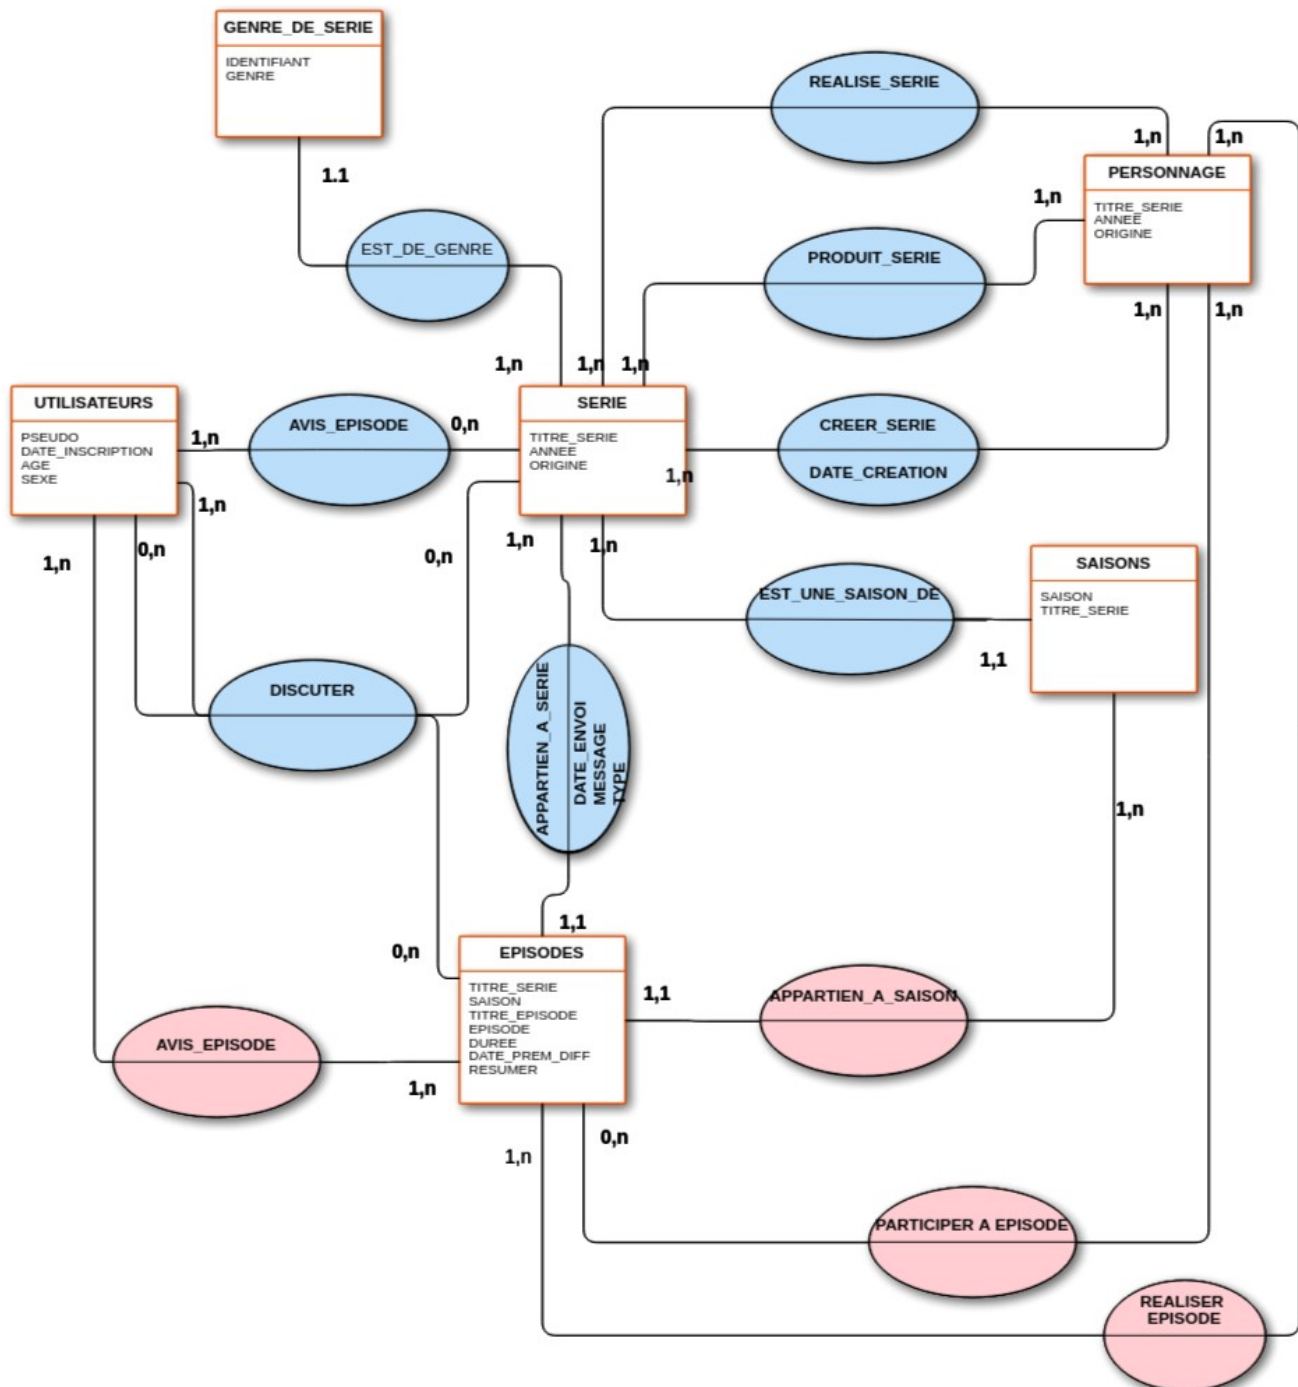 GENRE_DE_SERIE
IDENTIFIANT
GENRE
1.1
EST_DE_GENRE
REALISE_SERIE
1,n
1,n
PERSONNAGE
TITRE_SERIE
ANNEE
ORIGINE
1,n
PRODUIT_SERIE
1,n
1,n
1,n
1,n
1,n
UTILISATEURS
PSEUDO
DATE_INSCRIPTION
AGE
SEXE
1,n
AVIS_EPISODE
0,n
SERIE
TITRE_SERIE
ANNEE
ORIGINE
1,n
CREER_SERIE
DATE_CREATION
1,n
1,n
0,n
0,n
1,n
1,n
EST_UNE_SAISON_DE
1,1
SAISONS
SAISON
TITRE_SERIE
DISCUTER
APPARTIEN_A_SERIE
DATE_ENVOI
MESSAGE
TYPE
1,n
1,1
0,n
EPISODES
TITRE_SERIE
SAISON
TITRE_EPISODE
EPISODE
DUREE
DATE_PREM_DIFF
RESUMER
1,1
APPARTIEN_A_SAISON
AVIS_EPISODE
1,n
1,n
0,n
PARTICIPER A EPISODE
REALISER
EPISODE